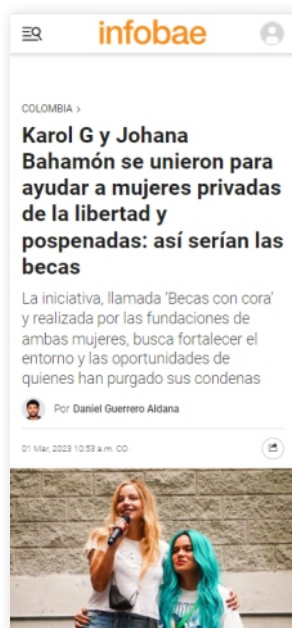 infobae
COLOMBIA >
Karol G y Johana
Bahamón se unieron para
ayudar a mujeres privadas
de la libertad y
pospenadas: así serían las
becas
La iniciativa, llamada ‘Becas con cora’
y realizada por las fundaciones de
ambas mujeres, busca fortalecer el
entorno y las oportunidades de
quienes han purgado sus condenas
Por Daniel Guerrero Aldana
01 Mar, 2023 10:53 a.m. CO